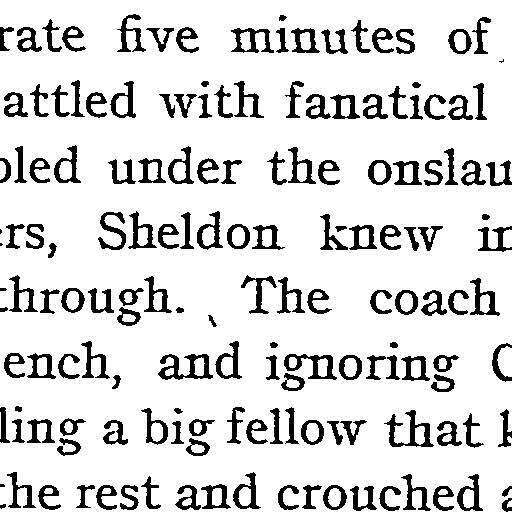 rate five minutes of
attled with fanatical
bled under the onslau
ers, Sheldon knew in
through. The coach
ench, and ignoring C
ling a big fellow that k
the rest and crouched a